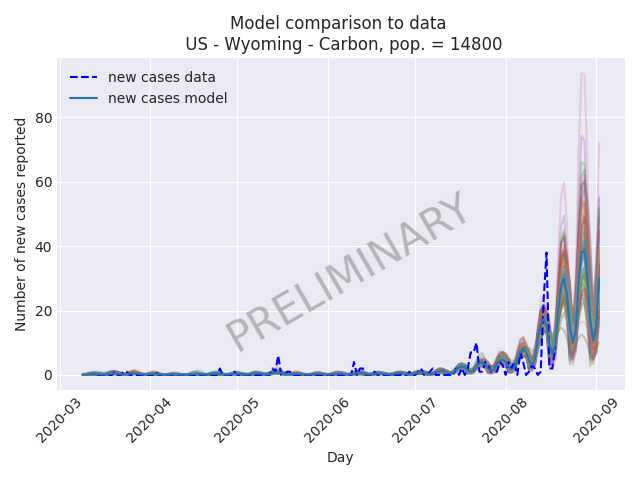 Model comparison to data
US - Wyoming - Carbon, pop. = 14800
new cases data
new cases model
Number of new cases reported
80
60
40
20
0
PRELIMINARY
2020-03
2020-04
2020-05
2020-06
2020-07
2020-08
2020-09
Day